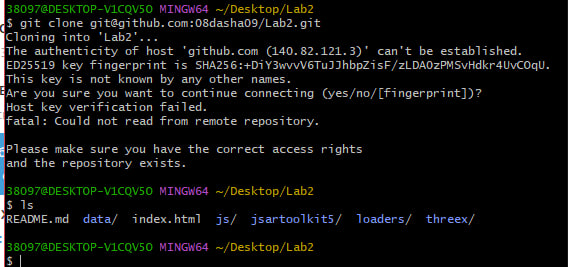 38097@DESKTOP-V1CQV5O MINGW64 ~/Desktop/Lab2
$ git clone git@github.com:08dasha09/Lab2.git
Cloning into 'Lab2'...
The authenticity of host 'github.com (140.82.121.3)' can't be established.
ED25519 key fingerprint is SHA256:+DiY3wvvV6TuJJhbpZisF/zLDA0zPMSvHdkr4UvCOqU.
This key is not known by any other names.
Are you sure you want to continue connecting (yes/no/[fingerprint])?
Host key verification failed.
fatal: Could not read from remote repository.
Please make sure you have the correct access rights
and the repository exists.
38097@DESKTOP-V1CQV5O MINGW64 ~/Desktop/Lab2
$ ls
README.md data/ index.html js/ jsartoolkit5/ loaders/ threex/
38097@DESKTOP-V1CQV5O MINGW64 ~/Desktop/Lab2
$